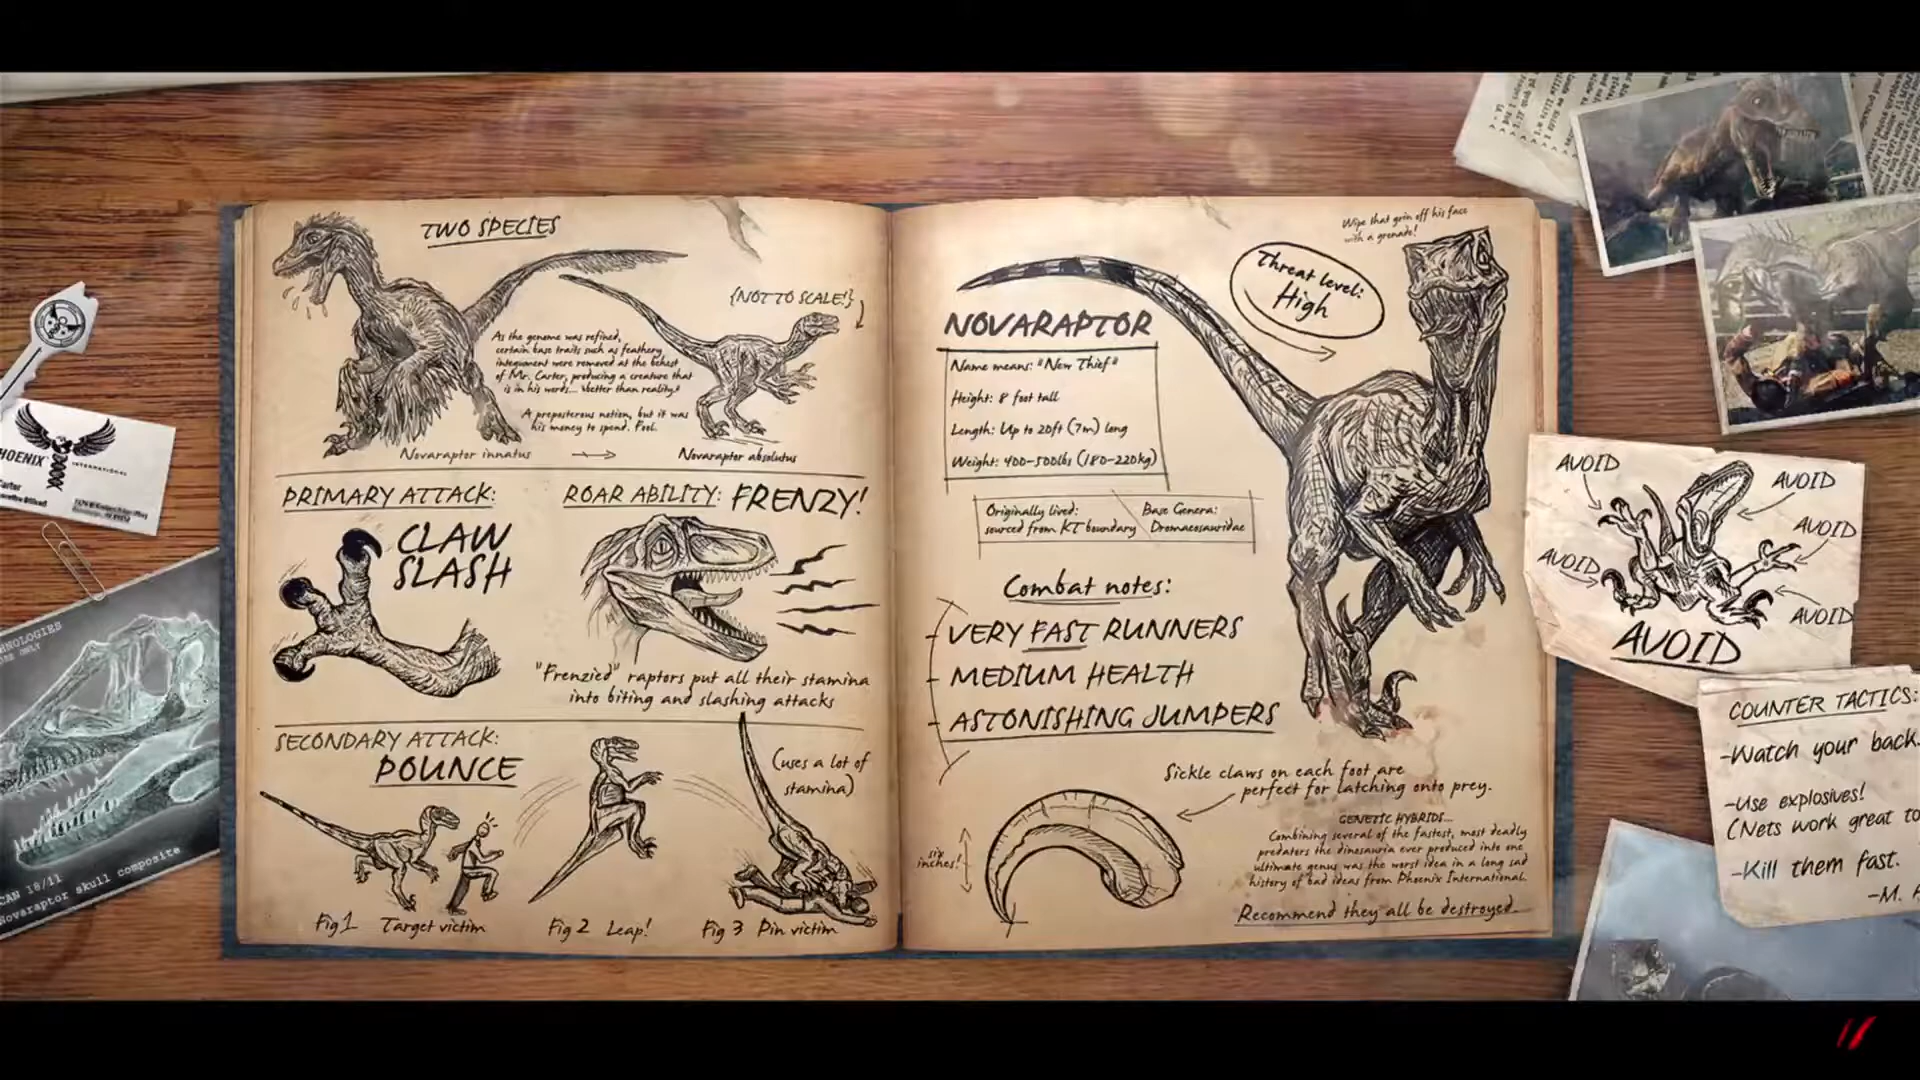 TWO SPECIES
{NOT TO SCALE!}
As the genome was refined,
certain base traits such as feathery
integument were removed at the behest
of Mr. Carter, producing a creature that
is in his words... "better than reality."
A preposterous notion, but it was
his money to spend. Fool.
Novaraptor innatus
Novaraptor absolutus
PRIMARY ATTACK:
CLAW
SLASH
ROAR ABILITY: FRENZY!
"Frenzied" raptors put all their stamina
into biting and slashing attacks
SECONDARY ATTACK:
POUNCE
(uses a lot of
stamina)
Fig 1 Target victim
Fig 2 Leap!
Fig 3 Pin victim
Wipe that grin off his face
with a grenade!
Threat level:
High
NOVARAPTOR
Name means: "New Thief"
Height: 8 foot tall
Length: Up to 20ft (7m) long
Weight: 400-500lbs (180-220kg)
Originally lived:
sourced from KT boundary
Base Genera:
Dromaeosauridae
Combat notes:
- VERY FAST RUNNERS
- MEDIUM HEALTH
- ASTONISHING JUMPERS
Sickle claws on each foot are
perfect for latching onto prey.
six
inches!
GENETIC HYBRIDS...
Combining several of the fastest, most deadly
predators the dinosauria ever produced into one
ultimate genus was the worst idea in a long sad
history of bad ideas from Phoenix International.
Recommend they all be destroyed.
AVOID
AVOID
AVOID
AVOID
AVOID
AVOID
COUNTER TACTICS:
-Watch your back.
-Use explosives!
(Nets work great to
-Kill them fast.
-M.
HOENIX INTERNATIONAL
arter
HNOLOGIES
CAN 18/11
Novaraptor skull composite